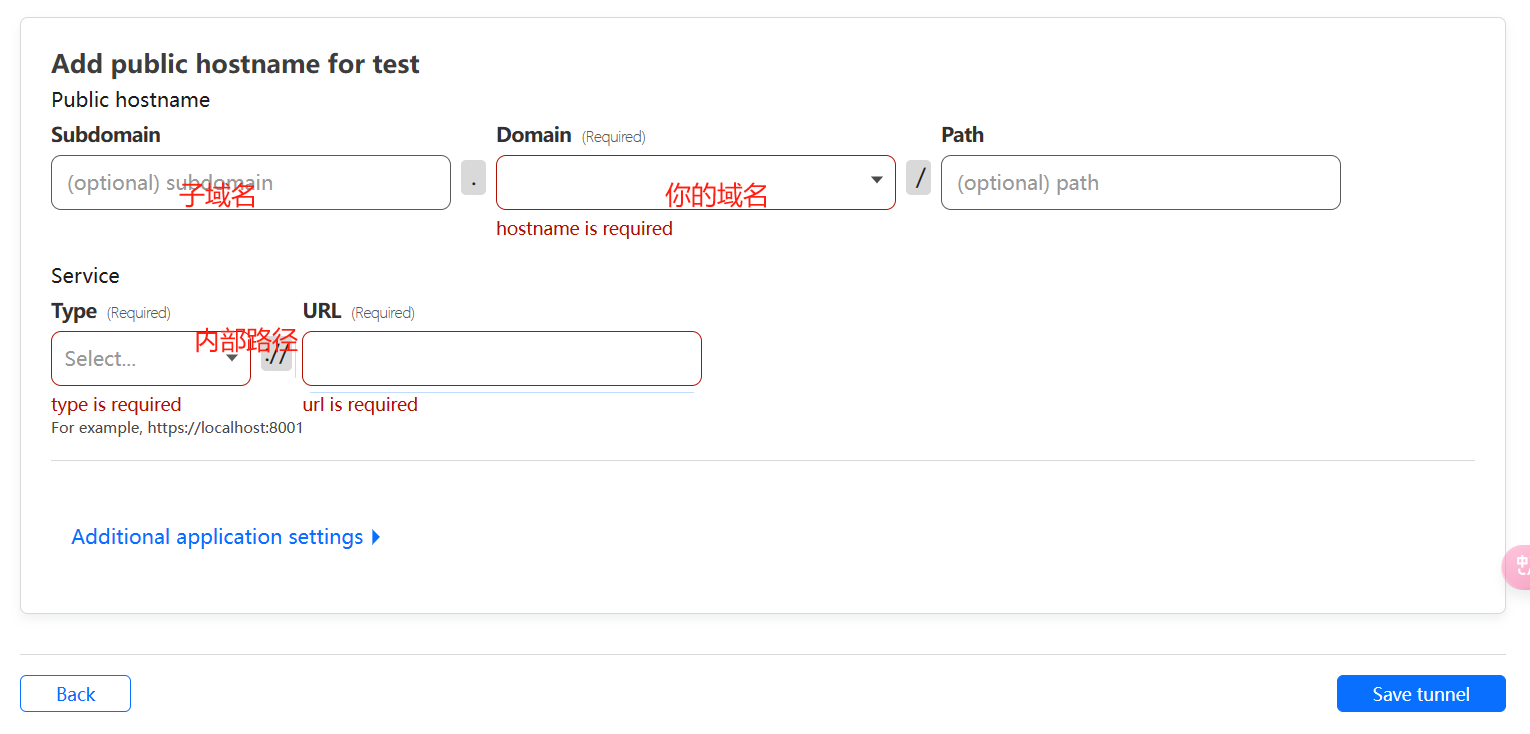 Add public hostname for test
Public hostname
Subdomain Domain (Required) Path
(optional) subdomain . / (optional) path
子域名 你的域名
hostname is required
Service
Type (Required) URL (Required)
内部路径
Select... ://
type is required url is required
For example, https://localhost:8001
Additional application settings
中
Back Save tunnel